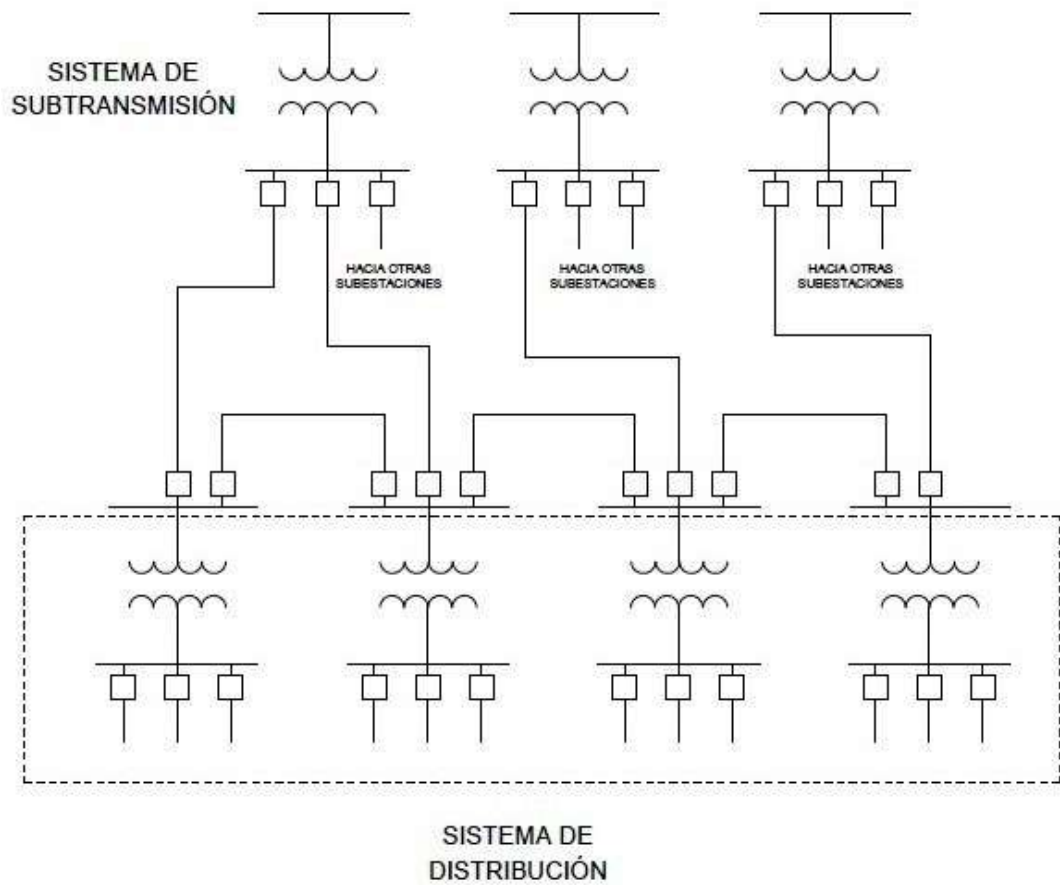 SISTEMA DE
SUBTRANSMISIÓN
HACIA OTRAS
SUBESTACIONES
HACIA OTRAS
SUBESTACIONES
HACIA OTRAS
SUBESTACIONES
SISTEMA DE
DISTRIBUCIÓN